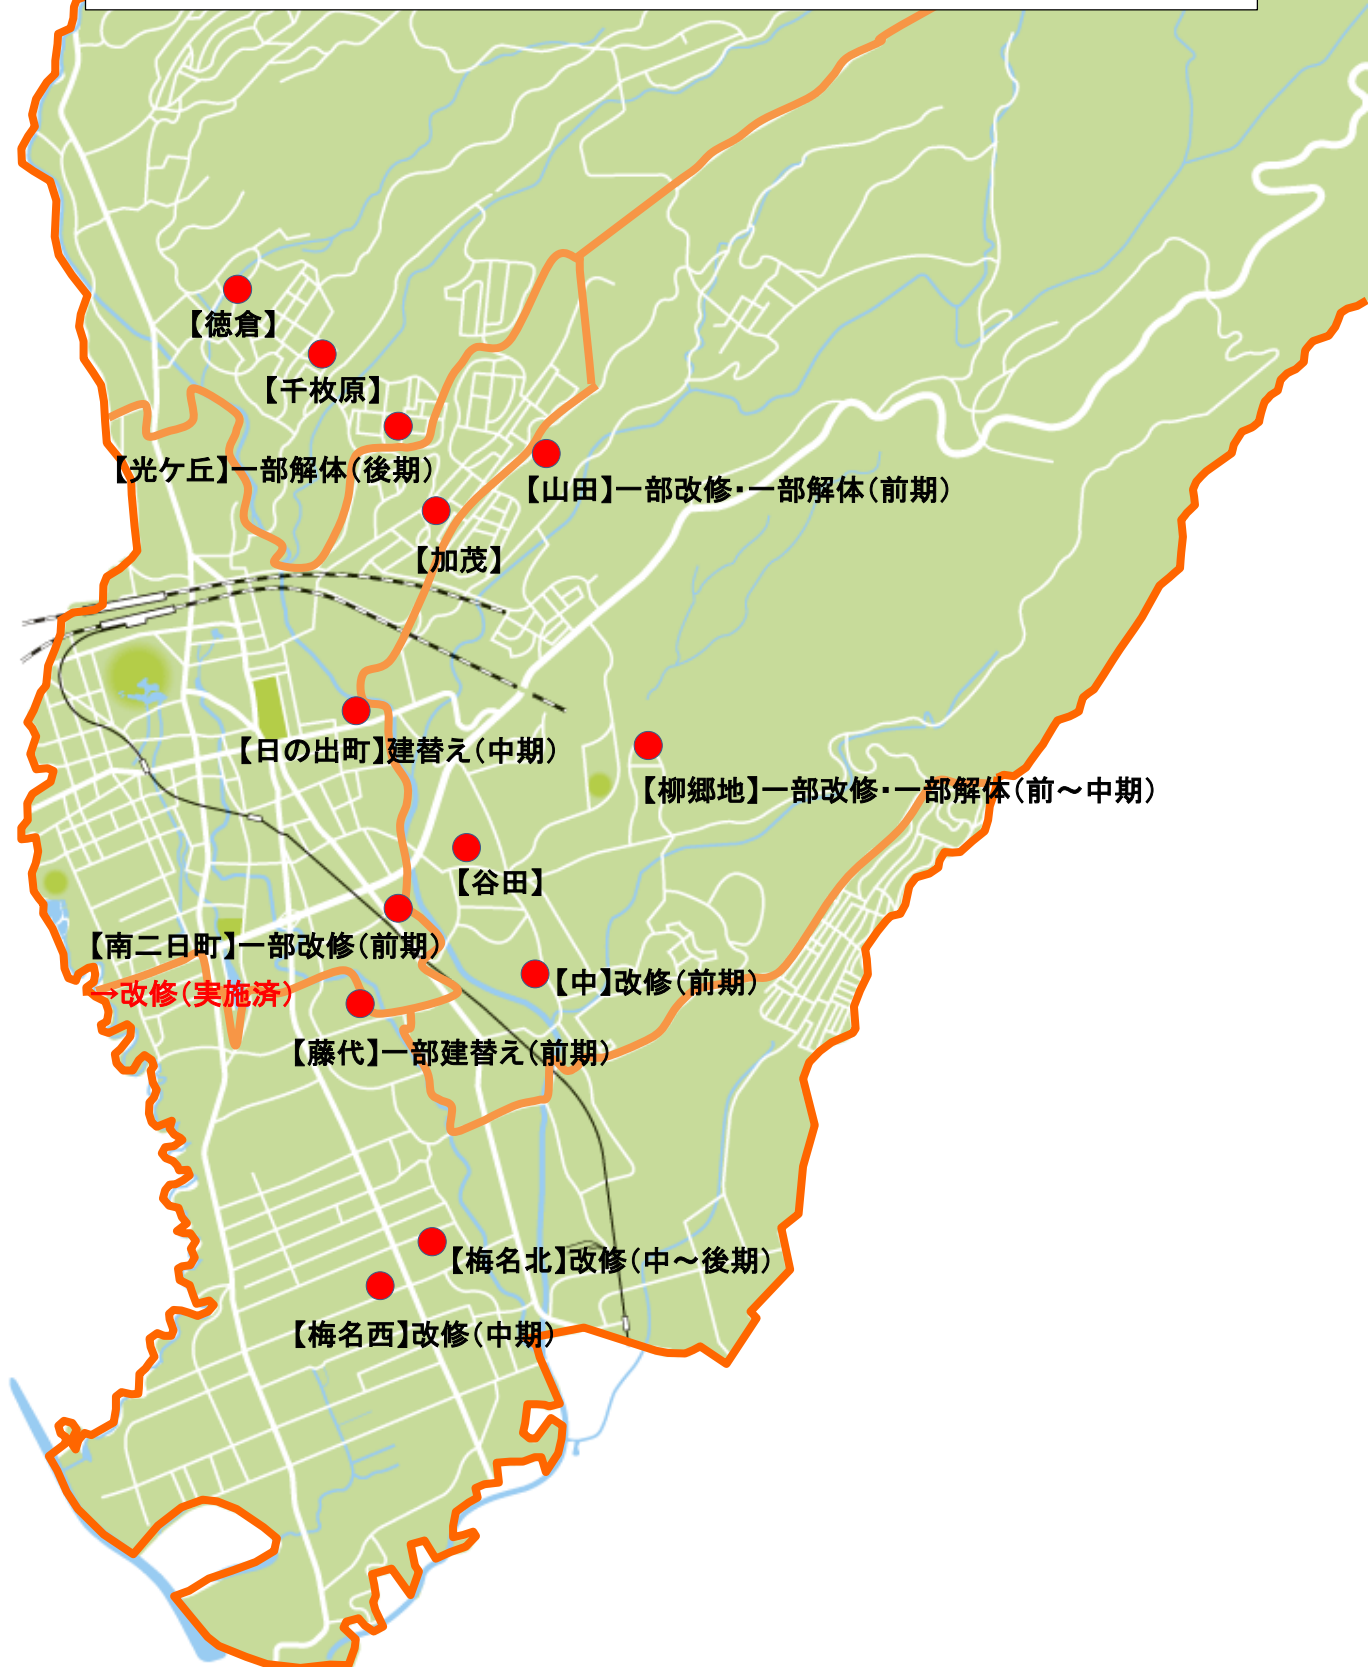 【徳倉】
【千枚原】
【光ケ丘】一部解体（後期）
【山田】一部改修・一部解体（前期）
【加茂】
【日の出町】建替え（中期）
【柳郷地】一部改修・一部解体（前～中期）
【谷田】
【南二日町】一部改修（前期）
→改修（実施済）
【中】改修（前期）
【藤代】一部建替え（前期）
【梅名北】改修（中～後期）
【梅名西】改修（中期）